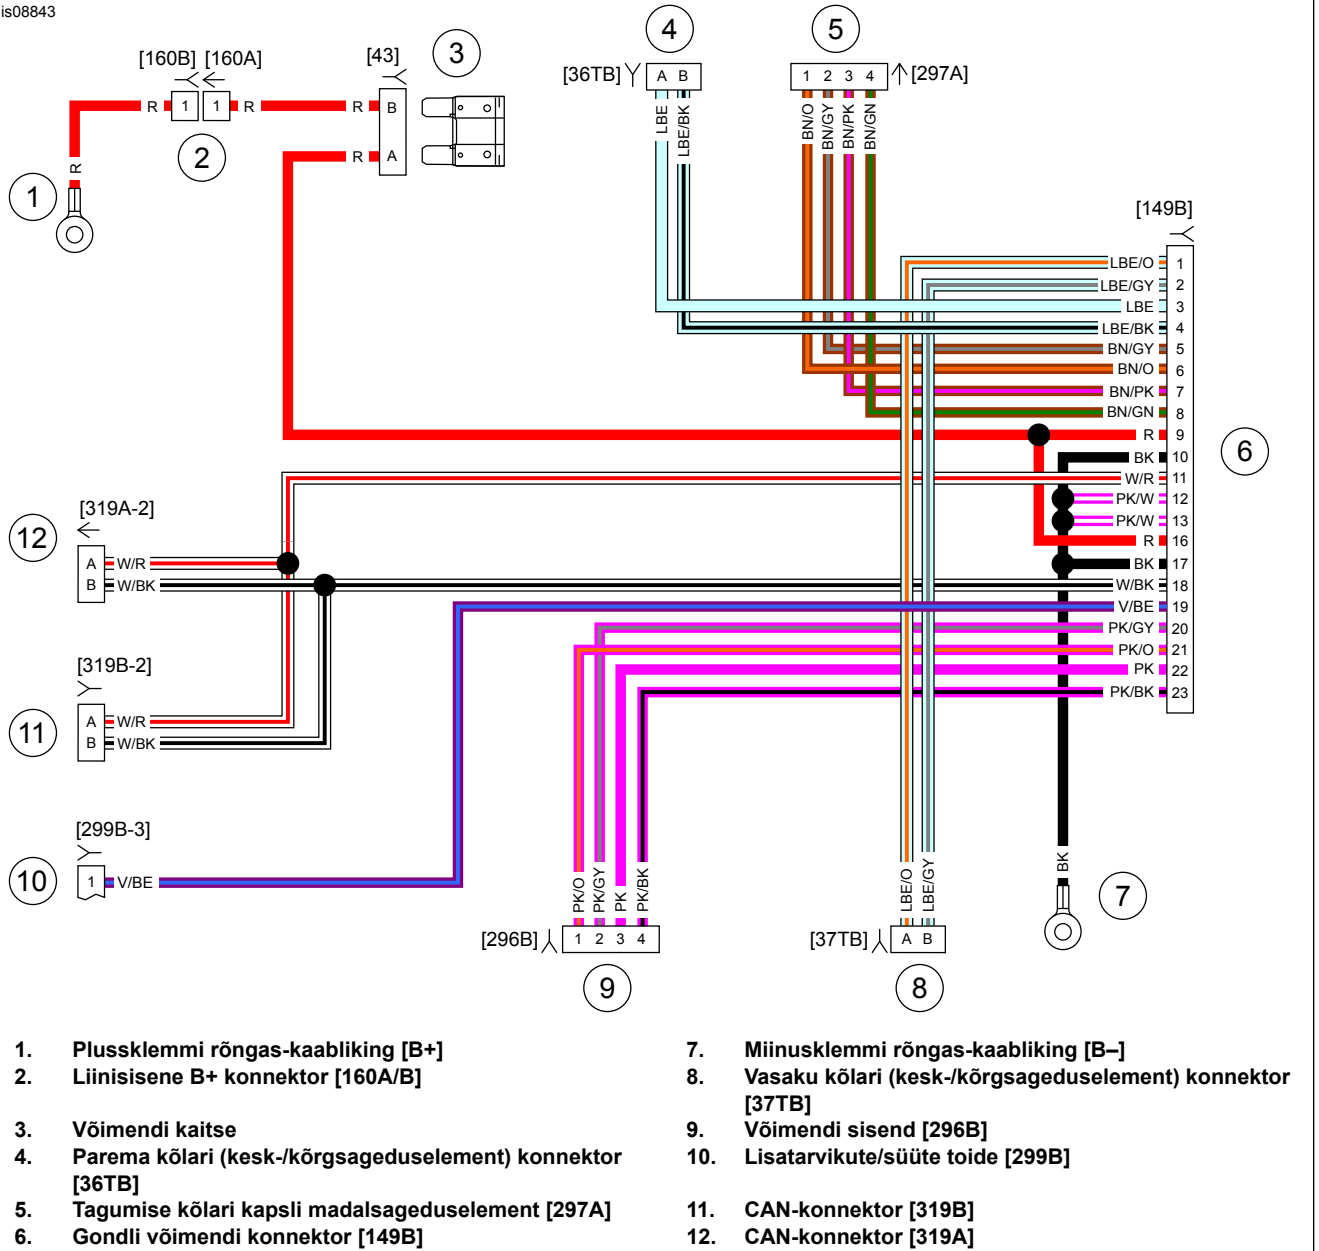 is08843
[160B] [160A]
[43]
3
4
5
[36TB]
A B
1 2 3 4
[297A]
R 1 1 R
R B
R A
2
1
R
LBE
LBE/BK
BN/O
BN/GY
BN/PK
BN/GN
[149B]
LBE/O 1
LBE/GY 2
LBE 3
LBE/BK 4
BN/GY 5
BN/O 6
BN/PK 7
BN/GN 8
R 9
BK 10
W/R 11
PK/W 12
PK/W 13
R 16
BK 17
W/BK 18
V/BE 19
PK/GY 20
PK/O 21
PK 22
PK/BK 23
6
[319A-2]
12
A W/R
B W/BK
[319B-2]
11
A W/R
B W/BK
[299B-3]
10
1 V/BE
PK/O
PK/GY
PK
PK/BK
LBE/O
LBE/GY
BK
7
[296B] 1 2 3 4
[37TB] A B
9
8
1. Plussklemmi rõngas-kaabliking [B+]
2. Liinisisene B+ konnektor [160A/B]
3. Võimendi kaitse
4. Parema kõlari (kesk-/kõrgsageduselement) konnektor
[36TB]
5. Tagumise kõlari kapsli madalsageduselement [297A]
6. Gondli võimendi konnektor [149B]
7. Miinusklemmi rõngas-kaabliking [B–]
8. Vasaku kõlari (kesk-/kõrgsageduselement) konnektor
[37TB]
9. Võimendi sisend [296B]
10. Lisatarvikute/süüte toide [299B]
11. CAN-konnektor [319B]
12. CAN-konnektor [319A]